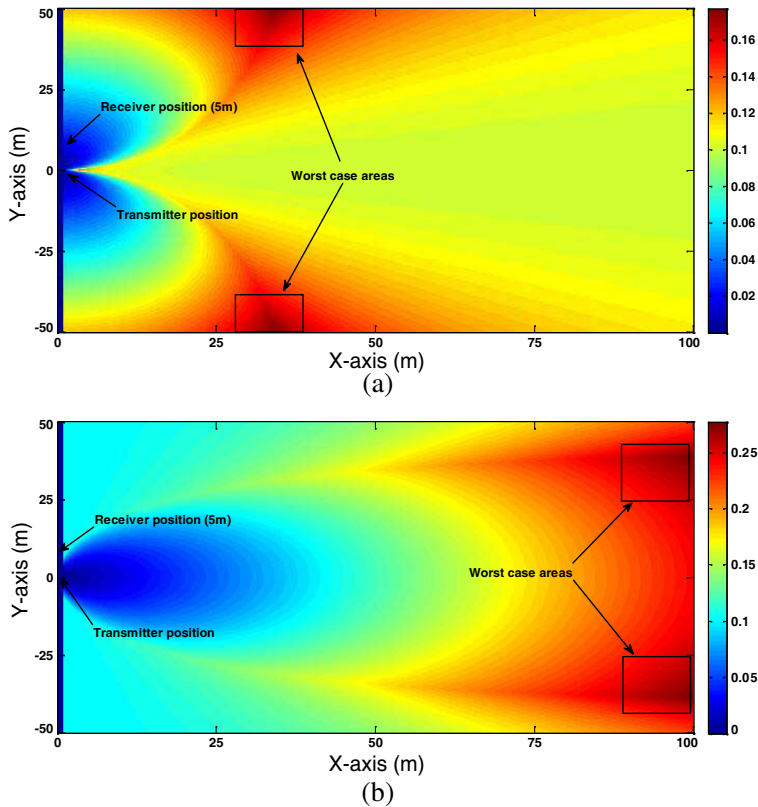 50
25
0
-25
-50
Y-axis (m)
Receiver position (5m)
Transmitter position
Worst case areas
0
25
50
75
100
X-axis (m)
0.16
0.14
0.12
0.1
0.08
0.06
0.04
0.02
(a)
50
25
0
-25
-50
Y-axis (m)
Receiver position (5m)
Transmitter position
Worst case areas
0
25
50
75
100
X-axis (m)
0.25
0.2
0.15
0.1
0.05
0
(b)